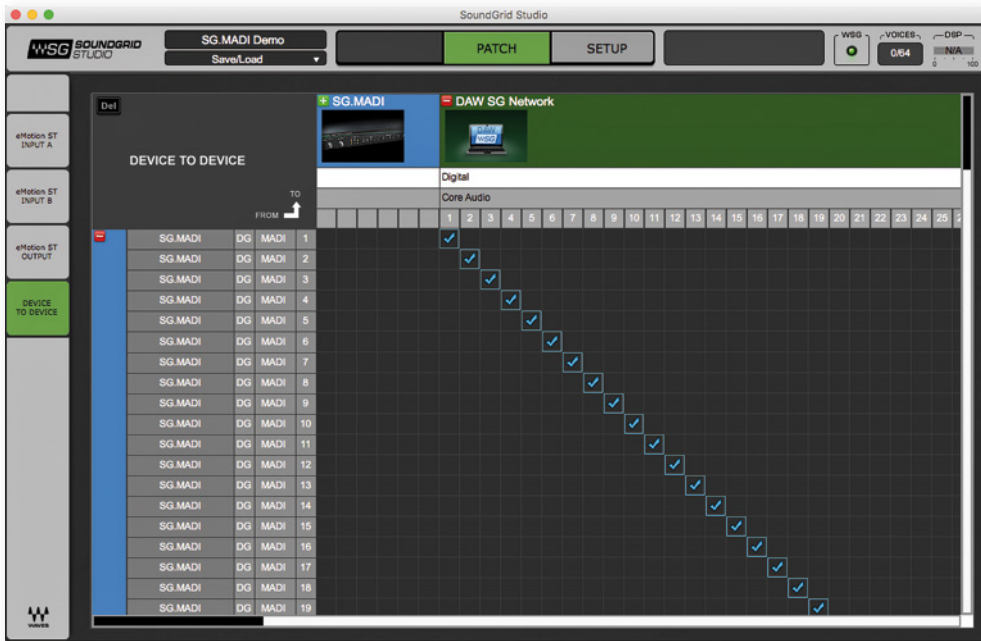 SoundGrid Studio
WSG SOUNDGRID STUDIO
SG.MADI Demo
Save/Load
PATCH
SETUP
WSG
VOICES
0/64
DSP
N/A
0 100
eMotion ST INPUT A
eMotion ST INPUT B
eMotion ST OUTPUT
DEVICE TO DEVICE
WAVES
Del
DEVICE TO DEVICE
TO
FROM
SG.MADI
DAW SG Network
DAW
WSG
Digital
Core Audio
1 2 3 4 5 6 7 8 9 10 11 12 13 14 15 16 17 18 19 20 21 22 23 24 25
SG.MADI DG MADI 1
SG.MADI DG MADI 2
SG.MADI DG MADI 3
SG.MADI DG MADI 4
SG.MADI DG MADI 5
SG.MADI DG MADI 6
SG.MADI DG MADI 7
SG.MADI DG MADI 8
SG.MADI DG MADI 9
SG.MADI DG MADI 10
SG.MADI DG MADI 11
SG.MADI DG MADI 12
SG.MADI DG MADI 13
SG.MADI DG MADI 14
SG.MADI DG MADI 15
SG.MADI DG MADI 16
SG.MADI DG MADI 17
SG.MADI DG MADI 18
SG.MADI DG MADI 19